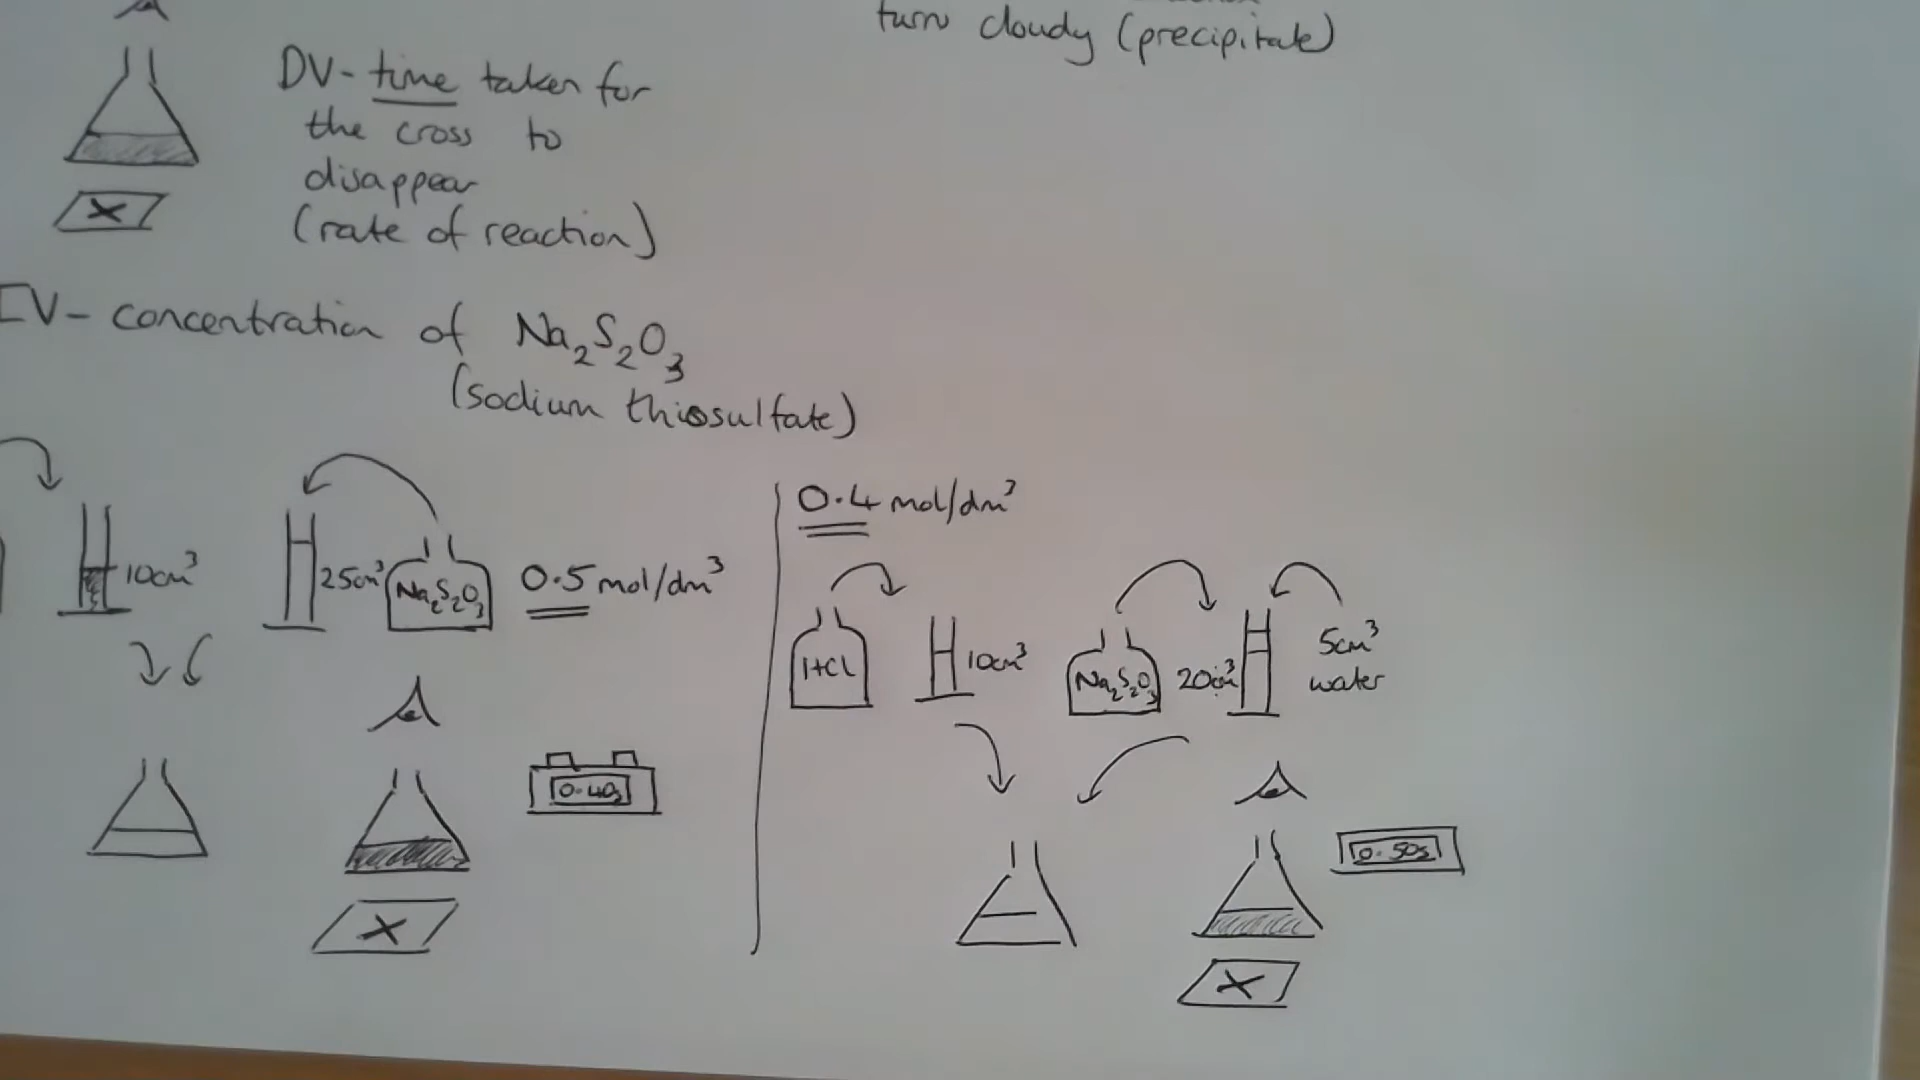 turn cloudy (precipitate)
DV- time taken for
the cross to
disappear
(rate of reaction)
X
IV- concentration of Na₂S₂O₃
(sodium thiosulfate)
10cm³
25cm³
Na₂S₂O₃
0.5 mol/dm³
0.40s
X
0.4 mol/dm³
HCl
10cm³
Na₂S₂O₃
20cm³
5cm³
water
0.50s
X